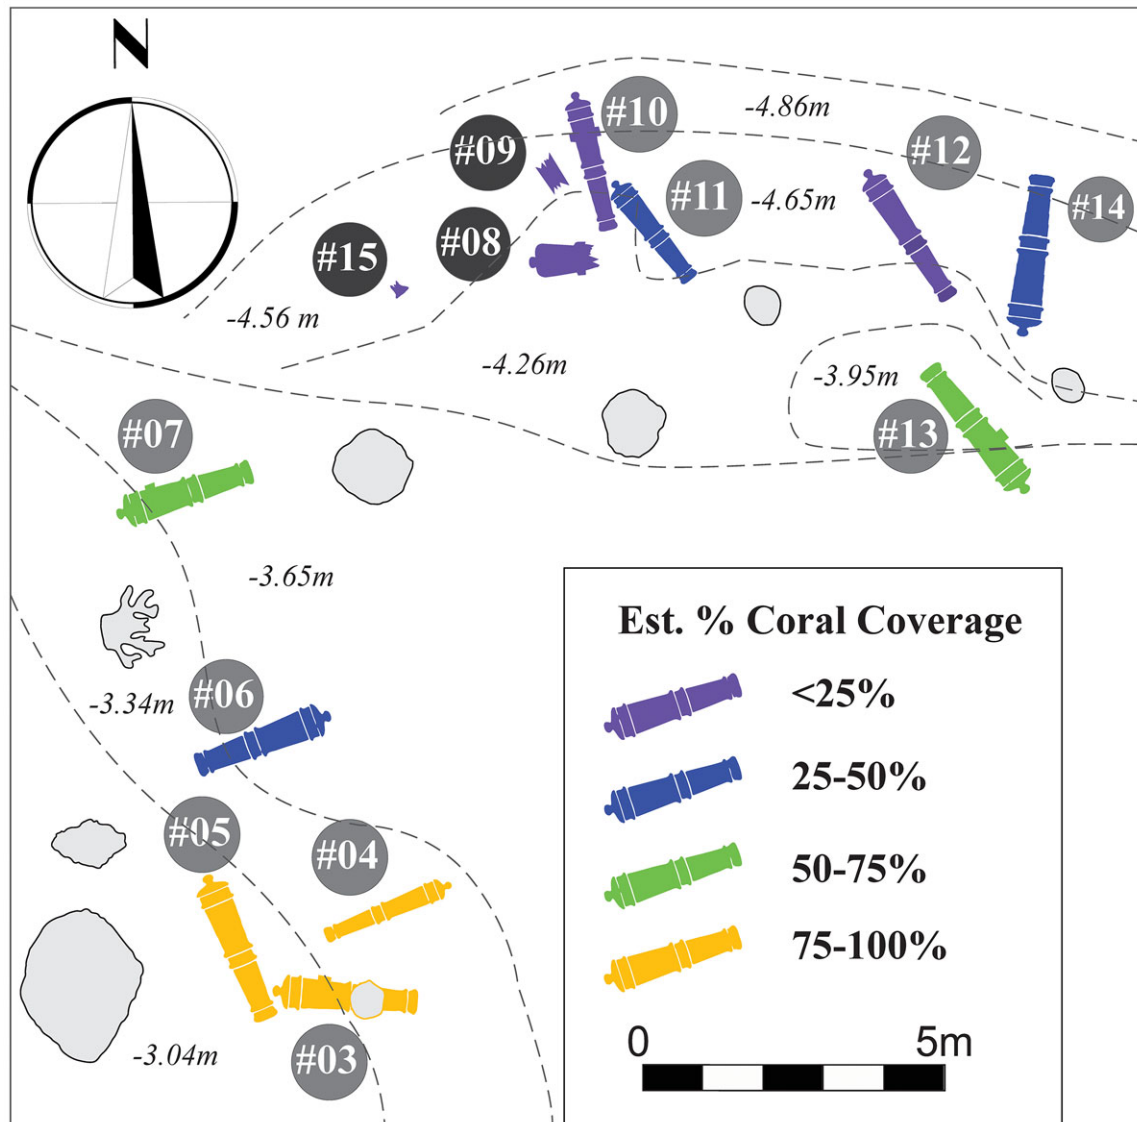 N
#10
-4.86m
#09
#12
#11
-4.65m
#14
#08
#15
-4.56 m
-4.26m
-3.95m
#07
#13
-3.65m
Est. % Coral Coverage
<25%
-3.34m
#06
25-50%
#05
#04
50-75%
75-100%
-3.04m
#03
0 5m